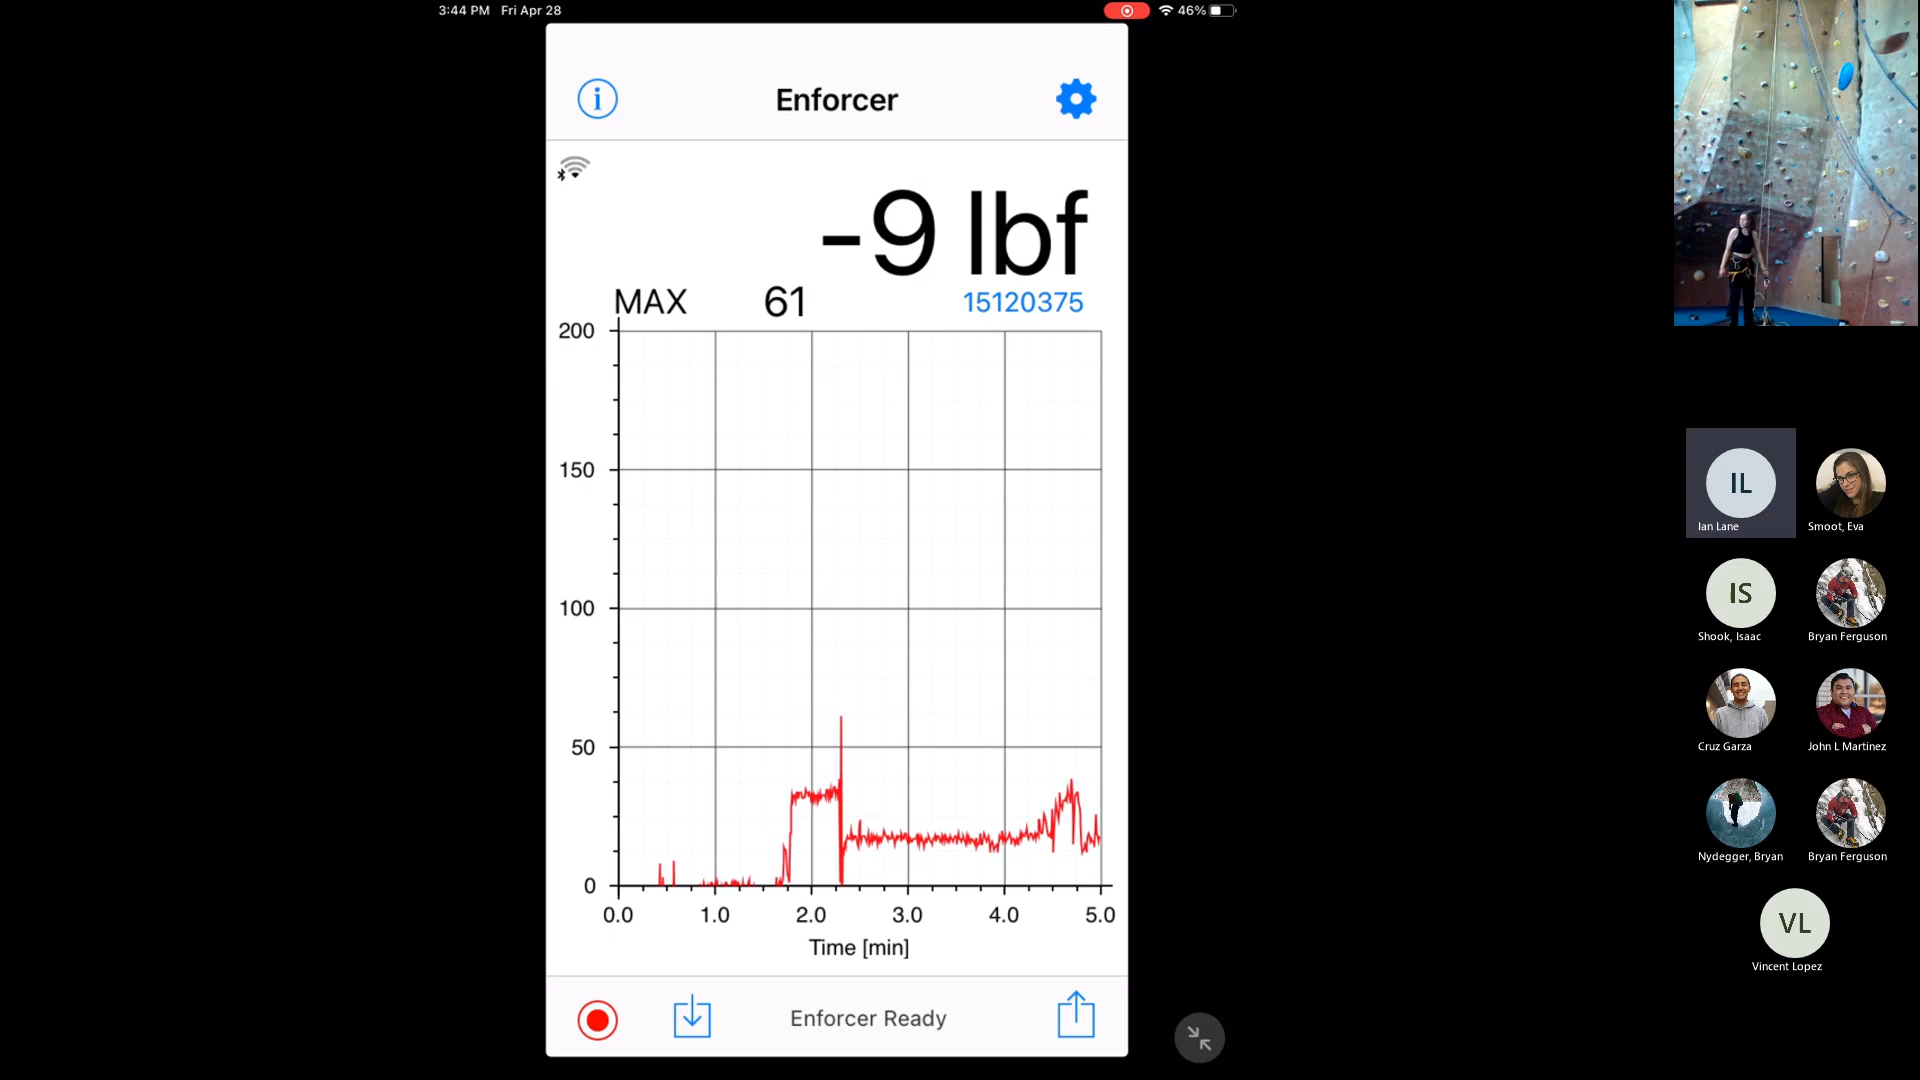 3:44 PM Fri Apr 28
46%
Enforcer
-9 lbf
MAX 61 15120375
200
150
100
50
0
0.0 1.0 2.0 3.0 4.0 5.0
Time [min]
Enforcer Ready
IL
Ian Lane
Smoot, Eva
IS
Shook, Isaac
Bryan Ferguson
Cruz Garza
John L Martinez
Nydegger, Bryan
Bryan Ferguson
VL
Vincent Lopez